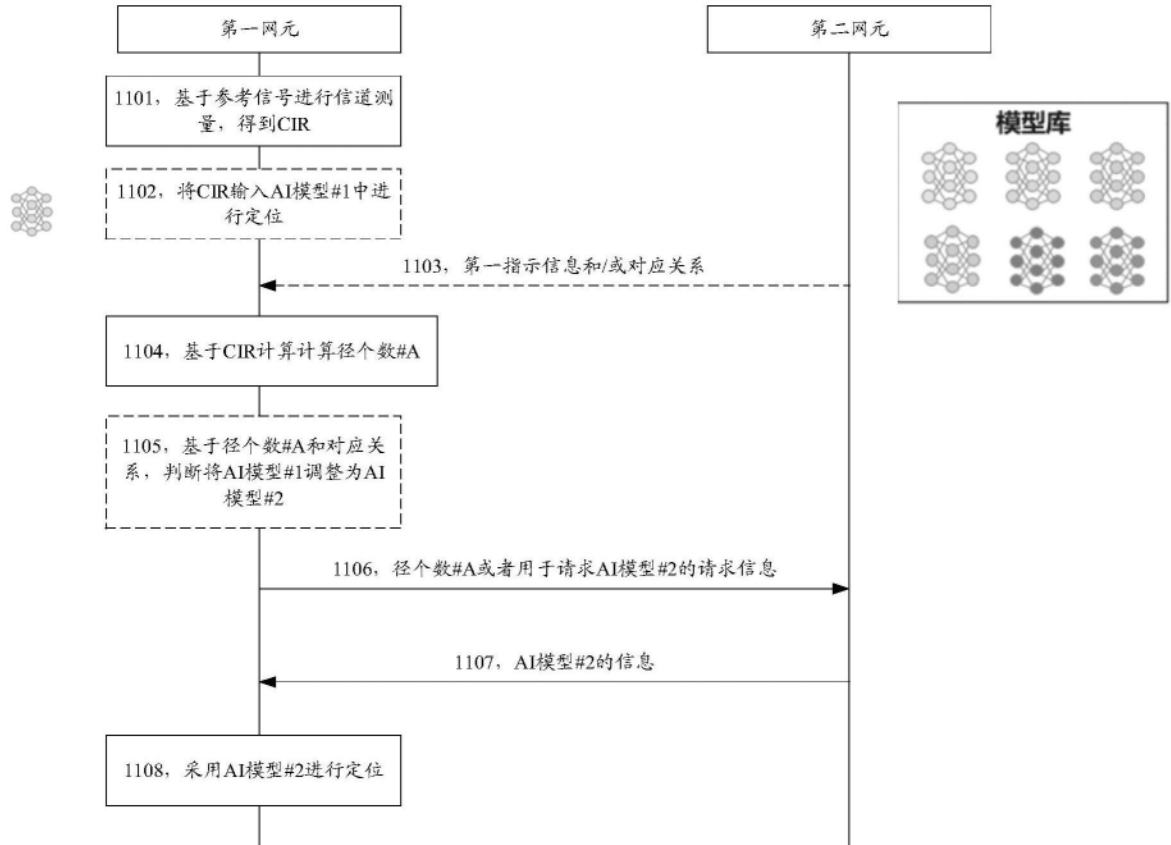 第一网元
第二网元
1101，基于参考信号进行信道测
量，得到CIR
模型库
1102，将CIR输入AI模型#1中进
行定位
1103，第一指示信息和/或对应关系
1104，基于CIR计算计算径个数#A
1105，基于径个数#A和对应关
系，判断将AI模型#1调整为AI
模型#2
1106，径个数#A或者用于请求AI模型#2的请求信息
1107，AI模型#2的信息
1108，采用AI模型#2进行定位